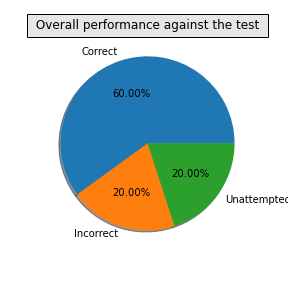 Overall performance against the test
Correct
60.00%
20.00%
20.00%
Unattempted
Incorrect